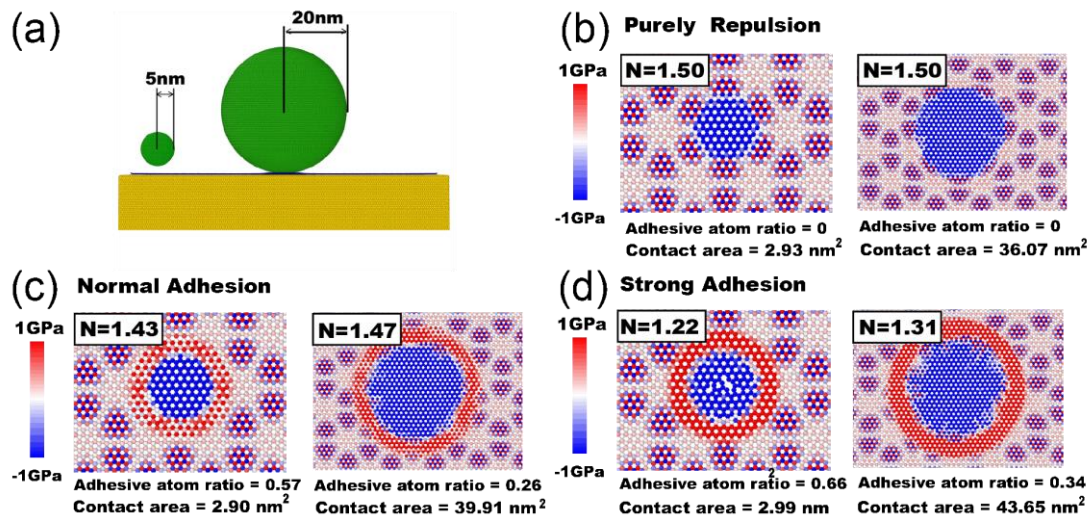 (a)
20nm
5nm
(b) Purely Repulsion
1GPa
-1GPa
N=1.50
Adhesive atom ratio = 0
Contact area = 2.93 nm²
N=1.50
Adhesive atom ratio = 0
Contact area = 36.07 nm²
(c) Normal Adhesion
1GPa
-1GPa
N=1.43
Adhesive atom ratio = 0.57
Contact area = 2.90 nm²
N=1.47
Adhesive atom ratio = 0.26
Contact area = 39.91 nm²
(d) Strong Adhesion
1GPa
-1GPa
N=1.22
Adhesive atom ratio = 0.66
Contact area = 2.99 nm²
N=1.31
Adhesive atom ratio = 0.34
Contact area = 43.65 nm²